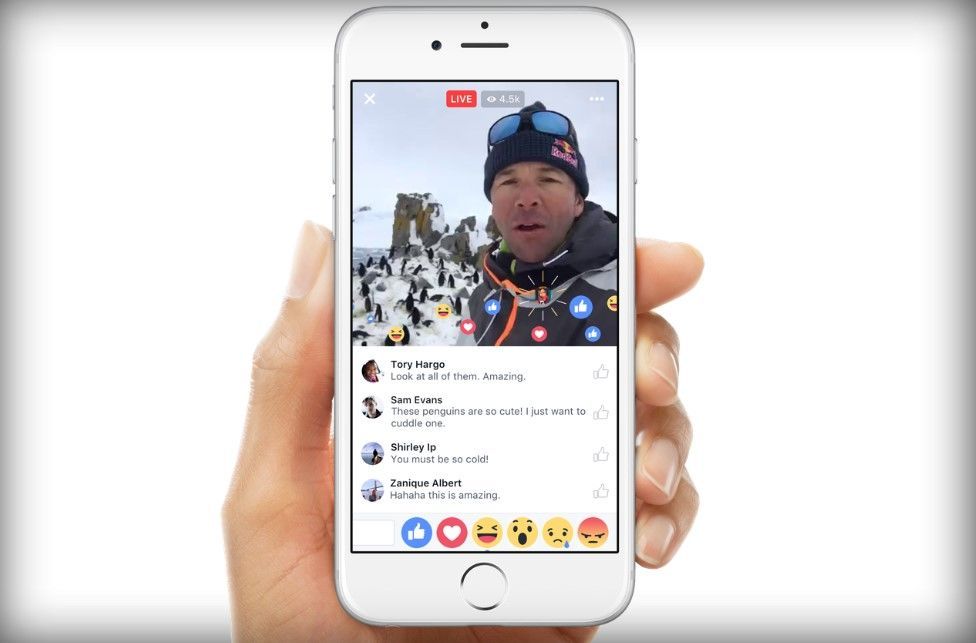 LIVE 4.5k
Red Bull
Tory Hargo
Look at all of them. Amazing.
Sam Evans
These penguins are so cute! I just want to
cuddle one.
Shirley Ip
You must be so cold!
Zanique Albert
Hahaha this is amazing.